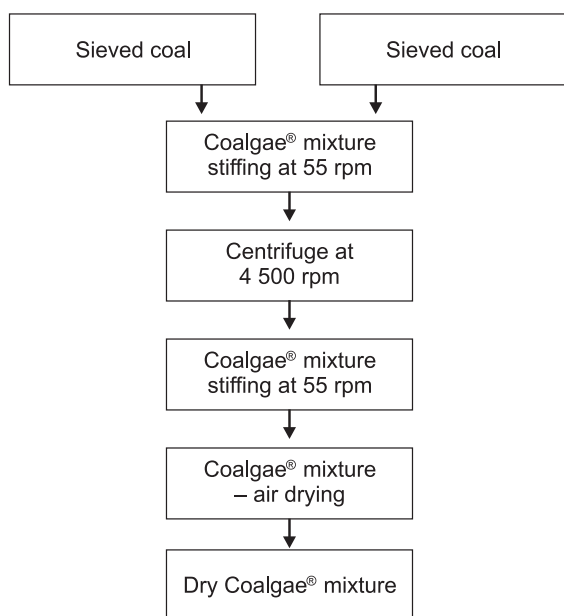 Sieved coal
Sieved coal
Coalgae® mixture
stiffing at 55 rpm
Centrifuge at
4 500 rpm
Coalgae® mixture
stiffing at 55 rpm
Coalgae® mixture
– air drying
Dry Coalgae® mixture